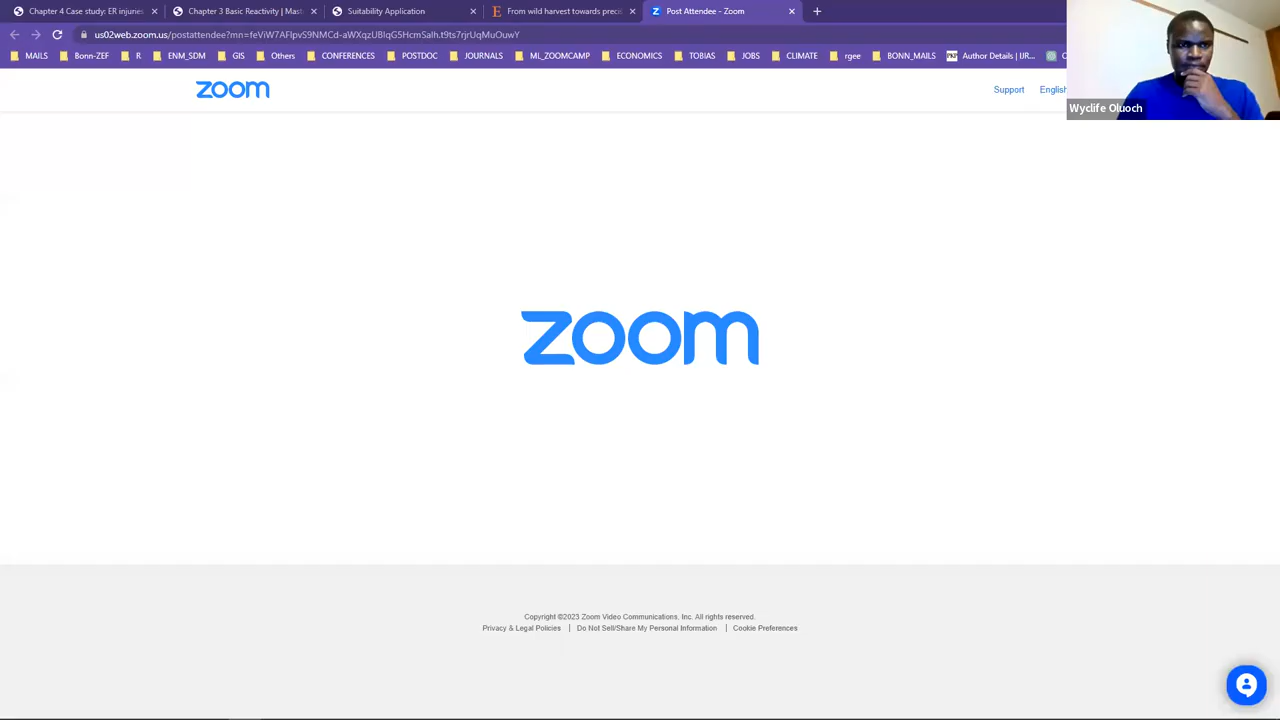 Chapter 4 Case study: ER injuries
Chapter 3 Basic Reactivity | Mast
Suitability Application
From wild harvest towards preci
Post Attendee - Zoom
us02web.zoom.us/postattendee?mn=
MAILS Bonn-ZEF R ENM_SDM GIS Others CONFERENCES POSTDOC JOURNALS ML_ZOOMCAMP ECONOMICS TOBIAS JOBS CLIMATE rgee BONN_MAILS Author Details | IJR...
zoom
Support English
Wyclife Oluoch
zoom
Copyright ©2023 Zoom Video Communications, Inc. All rights reserved.
Privacy & Legal Policies | Do Not Sell/Share My Personal Information | Cookie Preferences